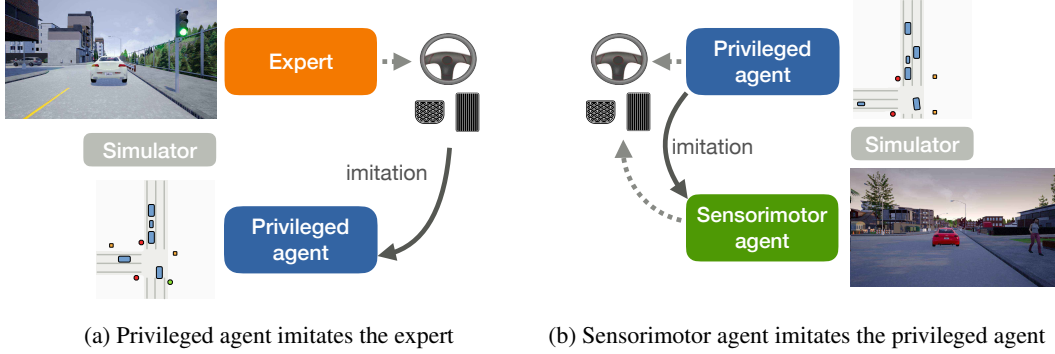 Expert
Simulator
imitation
Privileged
agent
(a) Privileged agent imitates the expert
Privileged
agent
imitation
Simulator
Sensorimotor
agent
(b) Sensorimotor agent imitates the privileged agent